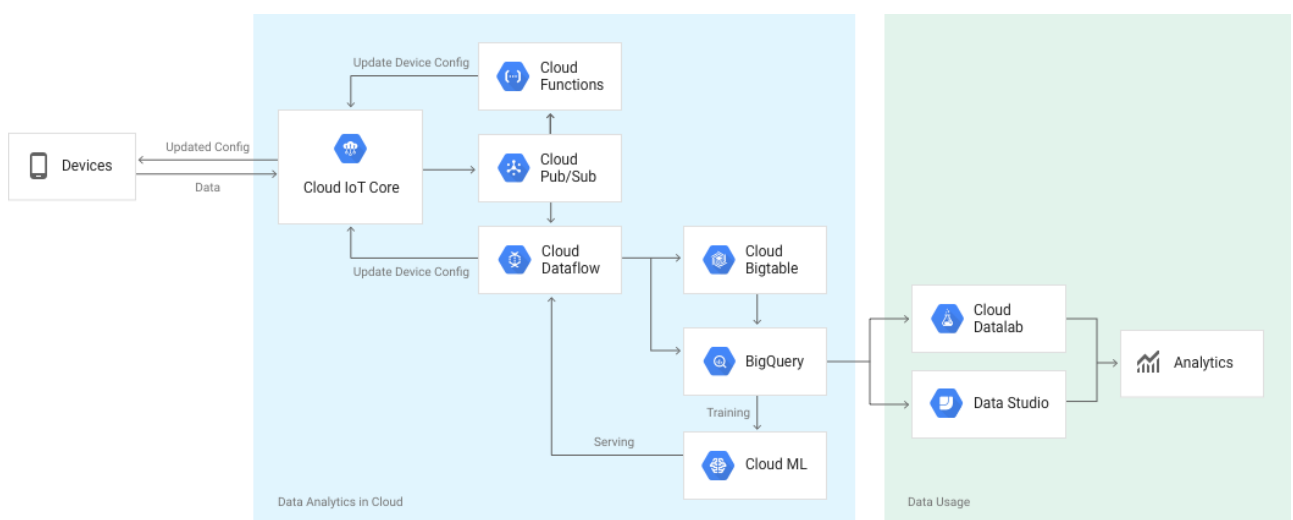 Update Device Config
Cloud
Functions
Devices
Updated Config
Data
Cloud IoT Core
Cloud
Pub/Sub
Update Device Config
Cloud
Dataflow
Cloud
Bigtable
BigQuery
Training
Serving
Cloud ML
Data Analytics in Cloud
Cloud
Datalab
Data Studio
Analytics
Data Usage